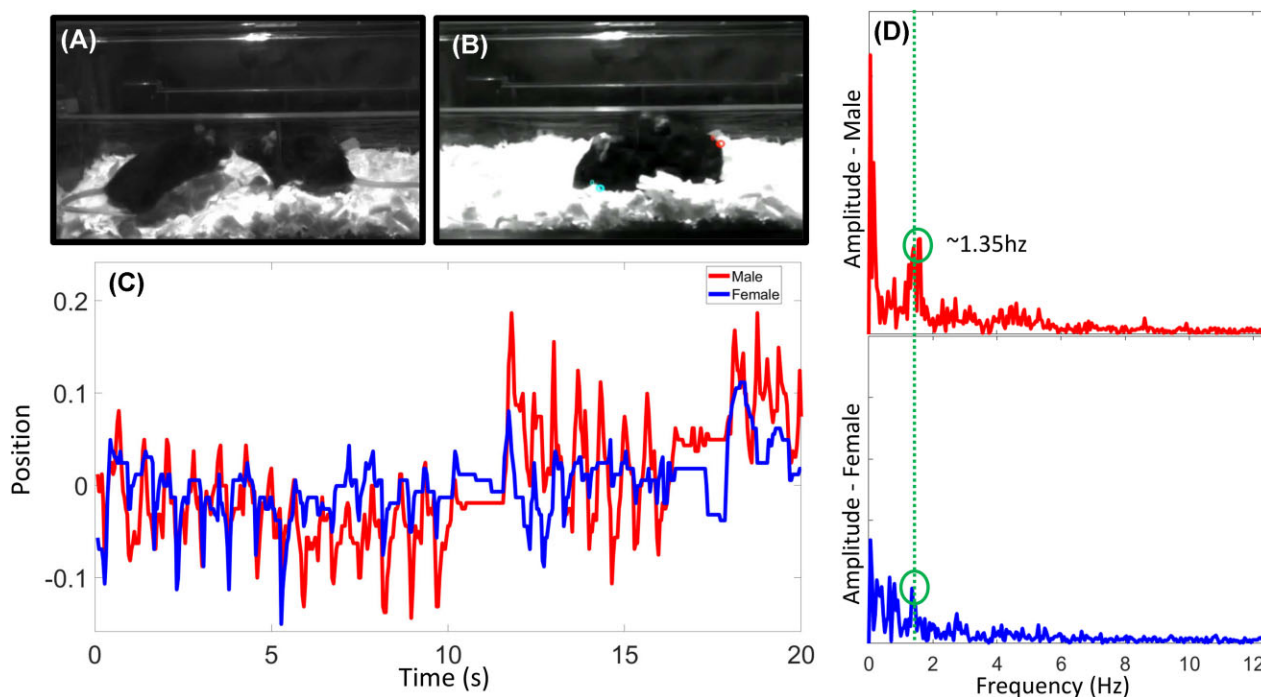 (A)
(B)
(C)
Male
Female
0.2
0.1
0
-0.1
Position
0
5
10
15
20
Time (s)
(D)
Amplitude - Male
~1.35hz
Amplitude - Female
0
2
4
6
8
10
12
Frequency (Hz)